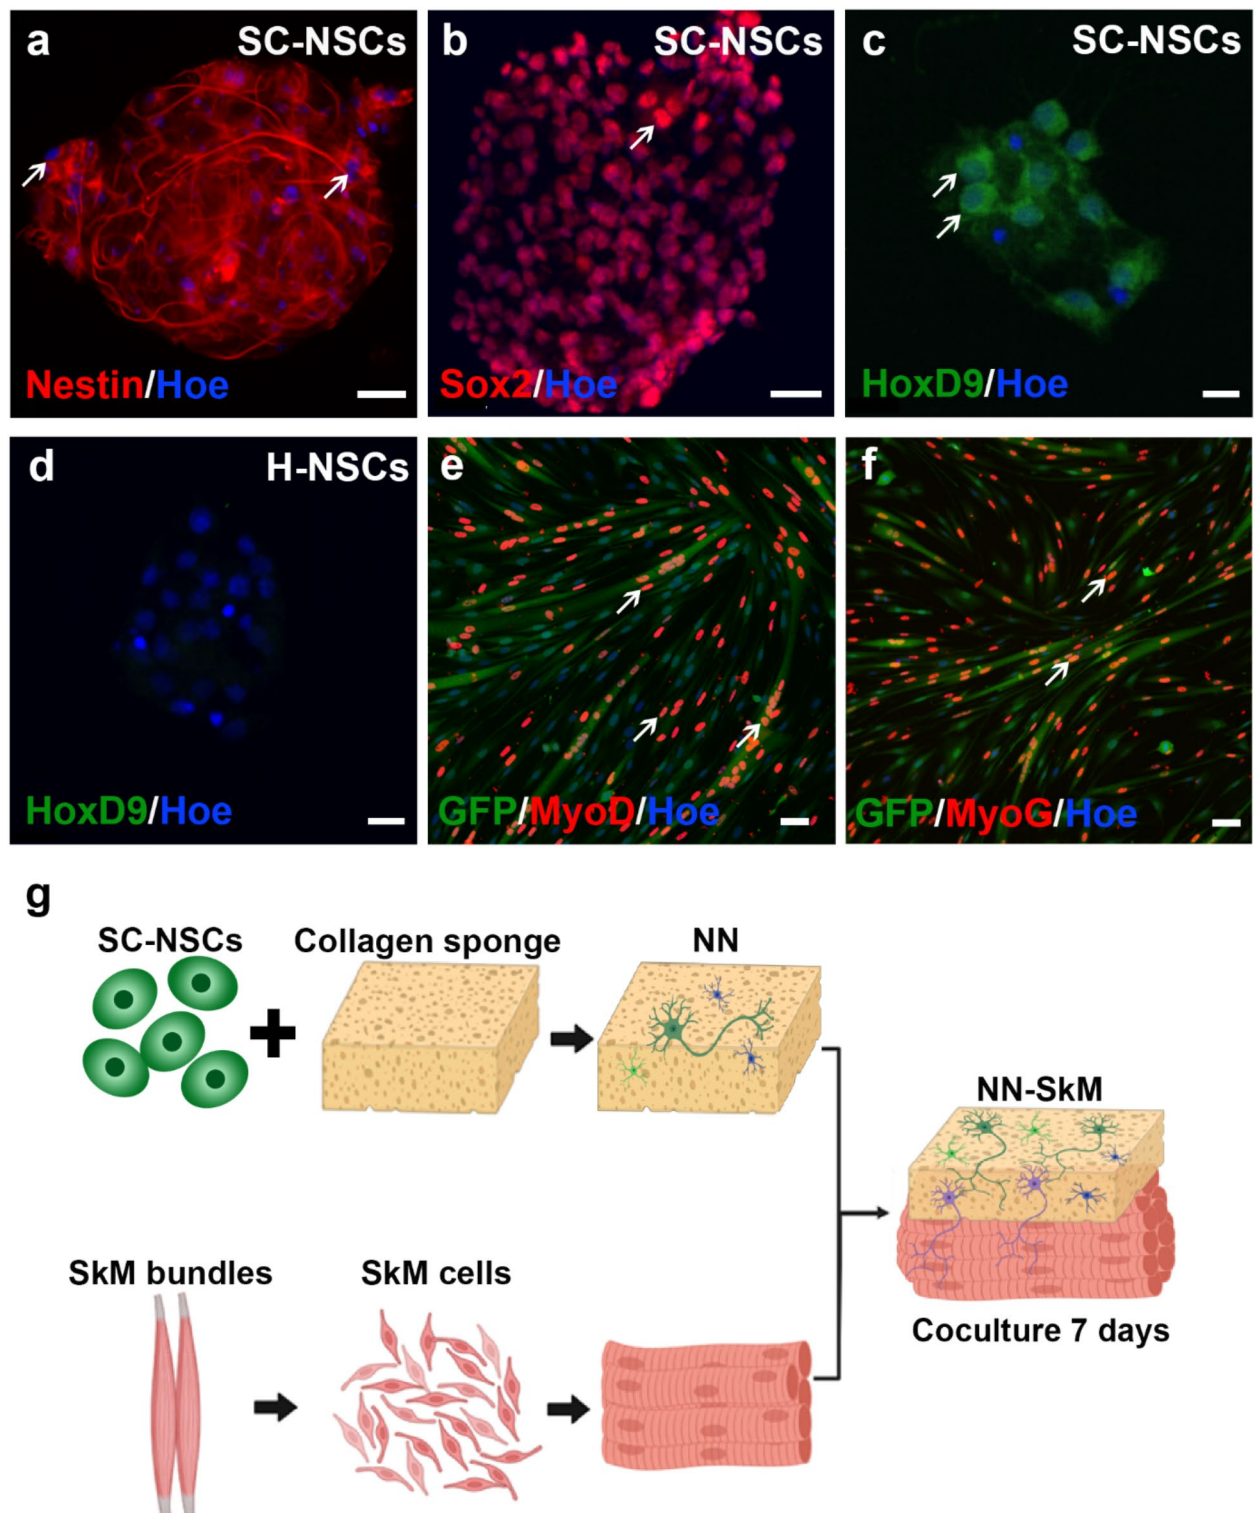 a
SC-NSCs
Nestin/Hoe
b
SC-NSCs
Sox2/Hoe
c
SC-NSCs
HoxD9/Hoe
d
H-NSCs
HoxD9/Hoe
e
GFP/MyoD/Hoe
f
GFP/MyoG/Hoe
g
SC-NSCs
Collagen sponge
NN
NN-SkM
SkM bundles
SkM cells
Coculture 7 days